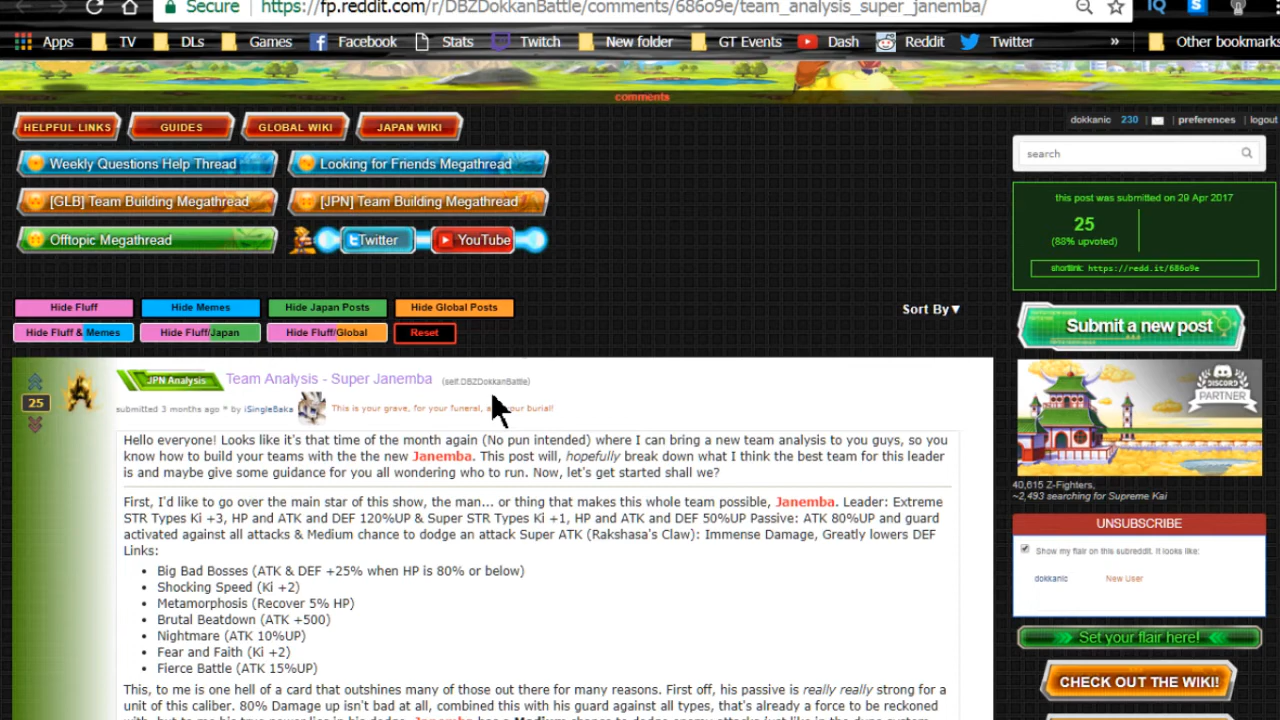 Secure https://fp.reddit.com/r/DBZDokkanBattle/comments/686o9e/team_analysis_super_janemba/
Apps TV DLs Games Facebook Stats Twitch New folder GT Events Dash Reddit Twitter » Other bookmarks
comments
HELPFUL LINKS GUIDES GLOBAL WIKI JAPAN WIKI
dokkanic 230 preferences logout
Weekly Questions Help Thread Looking for Friends Megathread
search
[GLB] Team Building Megathread [JPN] Team Building Megathread
this post was submitted on 29 Apr 2017
25
(88% upvoted)
Offtopic Megathread Twitter YouTube
shortlink: https://redd.it/686o9e
Hide Fluff Hide Memes Hide Japan Posts Hide Global Posts
Sort By▼
Hide Fluff & Memes Hide Fluff/Japan Hide Fluff/Global Reset
Submit a new post
DISCORD
PARTNER
JPN Analysis Team Analysis - Super Janemba (self.DBZDokkanBattle)
25
submitted 3 months ago * by iSingleBaka This is your grave, for your funeral, your burial!
Hello everyone! Looks like it's that time of the month again (No pun intended) where I can bring a new team analysis to you guys, so you
know how to build your teams with the the new Janemba. This post will, hopefully break down what I think the best team for this leader
is and maybe give some guidance for you all wondering who to run. Now, let's get started shall we?
First, I'd like to go over the main star of this show, the man... or thing that makes this whole team possible, Janemba. Leader: Extreme
STR Types Ki +3, HP and ATK and DEF 120%UP & Super STR Types Ki +1, HP and ATK and DEF 50%UP Passive: ATK 80%UP and guard
activated against all attacks & Medium chance to dodge an attack Super ATK (Rakshasa's Claw): Immense Damage, Greatly lowers DEF
Links:
• Big Bad Bosses (ATK & DEF +25% when HP is 80% or below)
• Shocking Speed (Ki +2)
• Metamorphosis (Recover 5% HP)
• Brutal Beatdown (ATK +500)
• Nightmare (ATK 10%UP)
• Fear and Faith (Ki +2)
• Fierce Battle (ATK 15%UP)
This, to me is one hell of a card that outshines many of those out there for many reasons. First off, his passive is really really strong for a
unit of this caliber. 80% Damage up isn't bad at all, combined this with his guard against all types, that's already a force to be reckoned
40,615 Z-Fighters,
~2,493 searching for Supreme Kai
UNSUBSCRIBE
Show my flair on this subreddit. It looks like:
dokkanic New User
Set your flair here!
CHECK OUT THE WIKI!